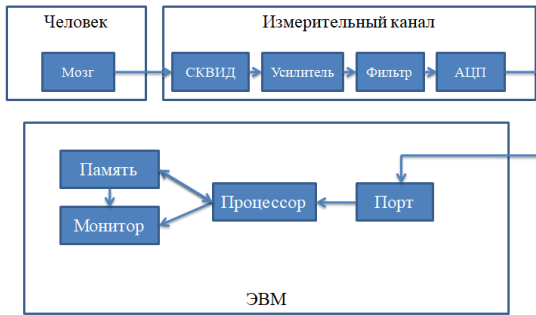 Человек
Измерительный канал
Мозг
СКВИД
Усилитель
Фильтр
АЦП
Память
Процессор
Порт
Монитор
ЭВМ